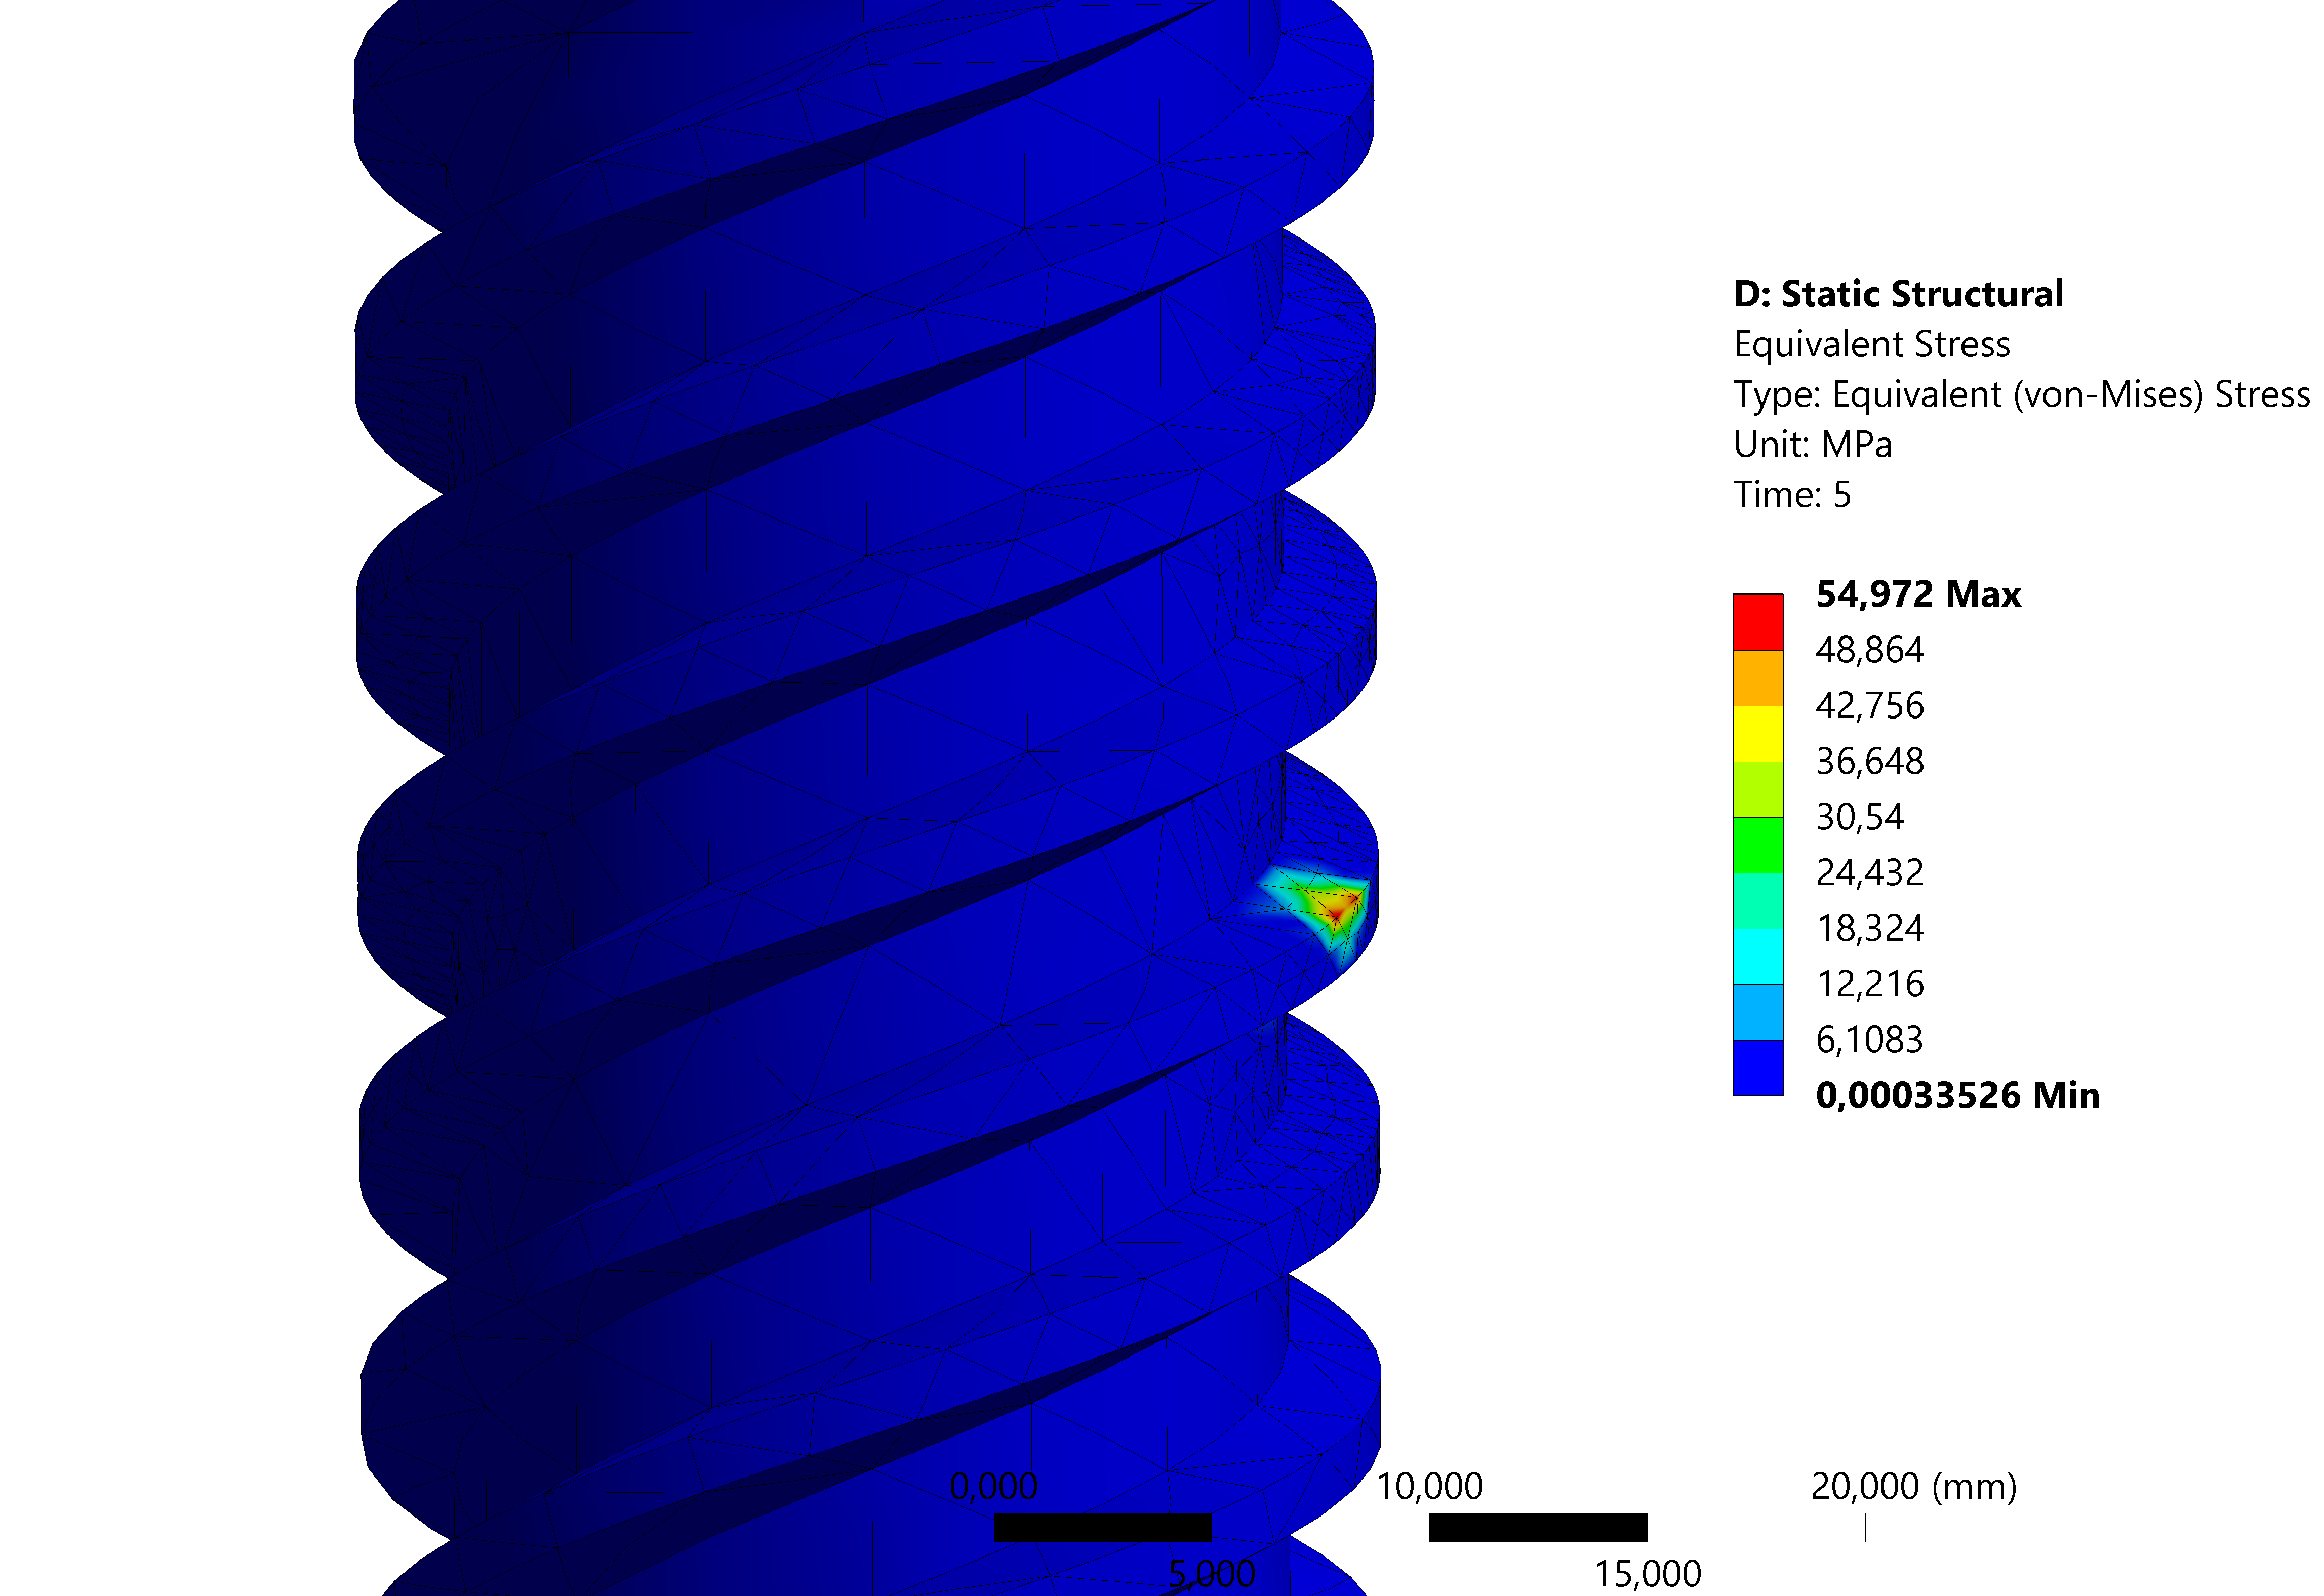 D: Static Structural
Equivalent Stress
Type: Equivalent (von-Mises) Stress
Unit: MPa
Time: 5
54,972 Max
48,864
42,756
36,648
30,54
24,432
18,324
12,216
6,1083
0,00033526 Min
0,000 10,000 20,000 (mm)
5,000 15,000